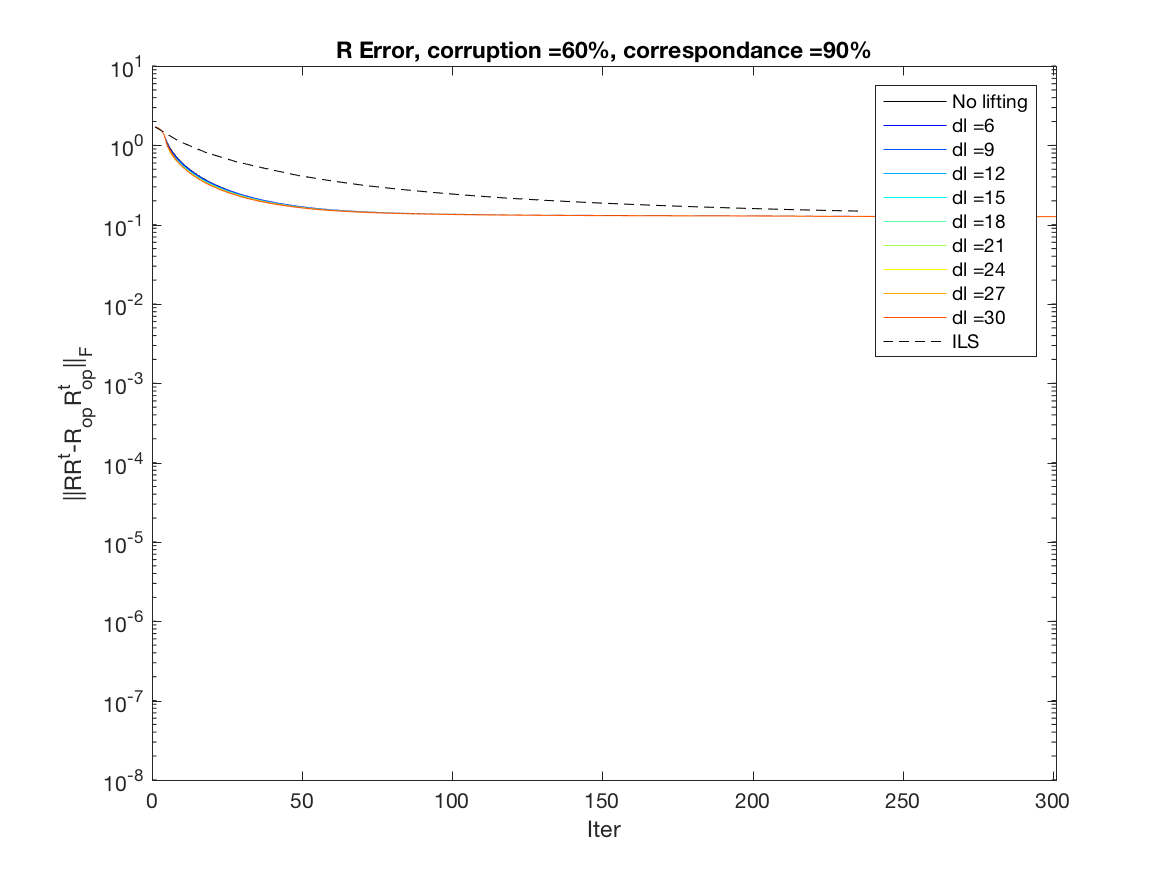 R Error, corruption =60%, correspondance =90%
10^1
10^0
10^-1
10^-2
10^-3
10^-4
10^-5
10^-6
10^-7
10^-8
||RR^t-R_op R^t_op||_F
No lifting
dl =6
dl =9
dl =12
dl =15
dl =18
dl =21
dl =24
dl =27
dl =30
ILS
0 50 100 150 200 250 300
Iter